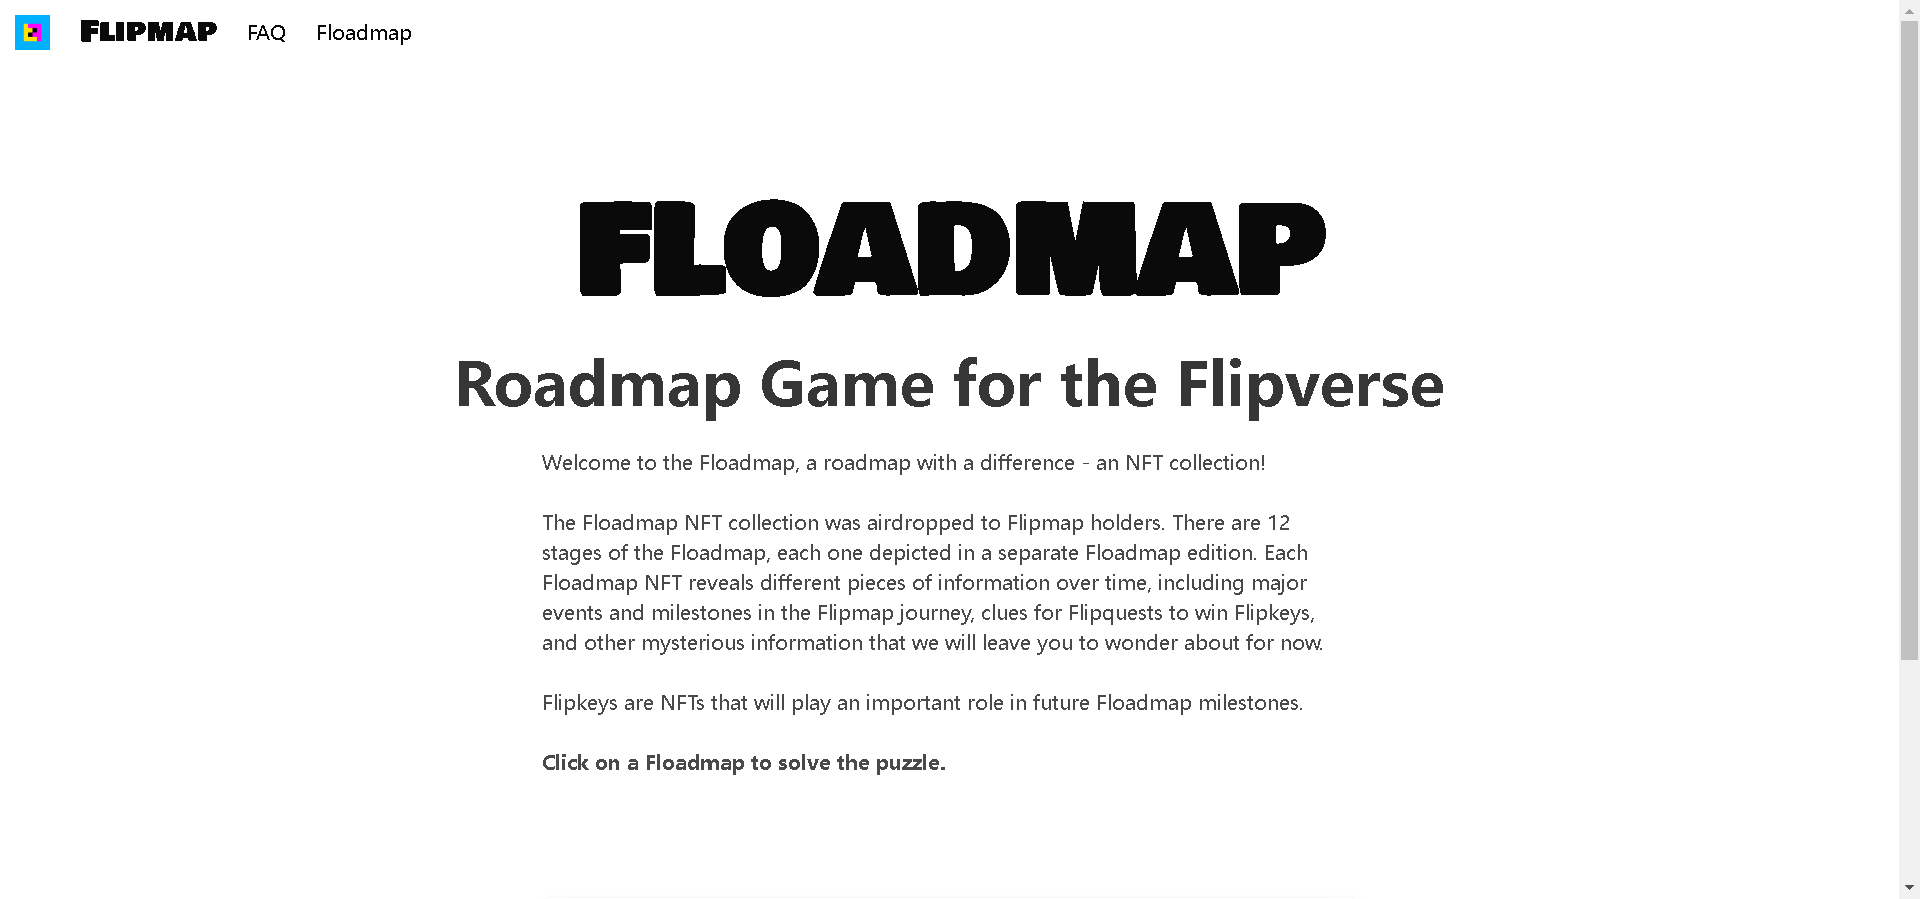 FLIPMAP FAQ Floadmap
FLOADMAP
Roadmap Game for the Flipverse
Welcome to the Floadmap, a roadmap with a difference - an NFT collection!
The Floadmap NFT collection was airdropped to Flipmap holders. There are 12
stages of the Floadmap, each one depicted in a separate Floadmap edition. Each
Floadmap NFT reveals different pieces of information over time, including major
events and milestones in the Flipmap journey, clues for Flipquests to win Flipkeys,
and other mysterious information that we will leave you to wonder about for now.
Flipkeys are NFTs that will play an important role in future Floadmap milestones.
Click on a Floadmap to solve the puzzle.